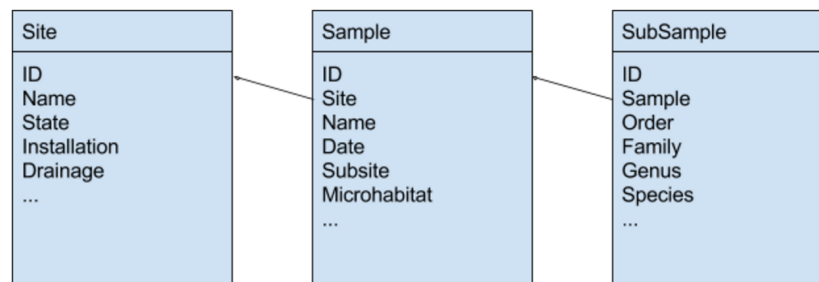 Site
ID
Name
State
Installation
Drainage
...
Sample
ID
Site
Name
Date
Subsite
Microhabitat
...
SubSample
ID
Sample
Order
Family
Genus
Species
...